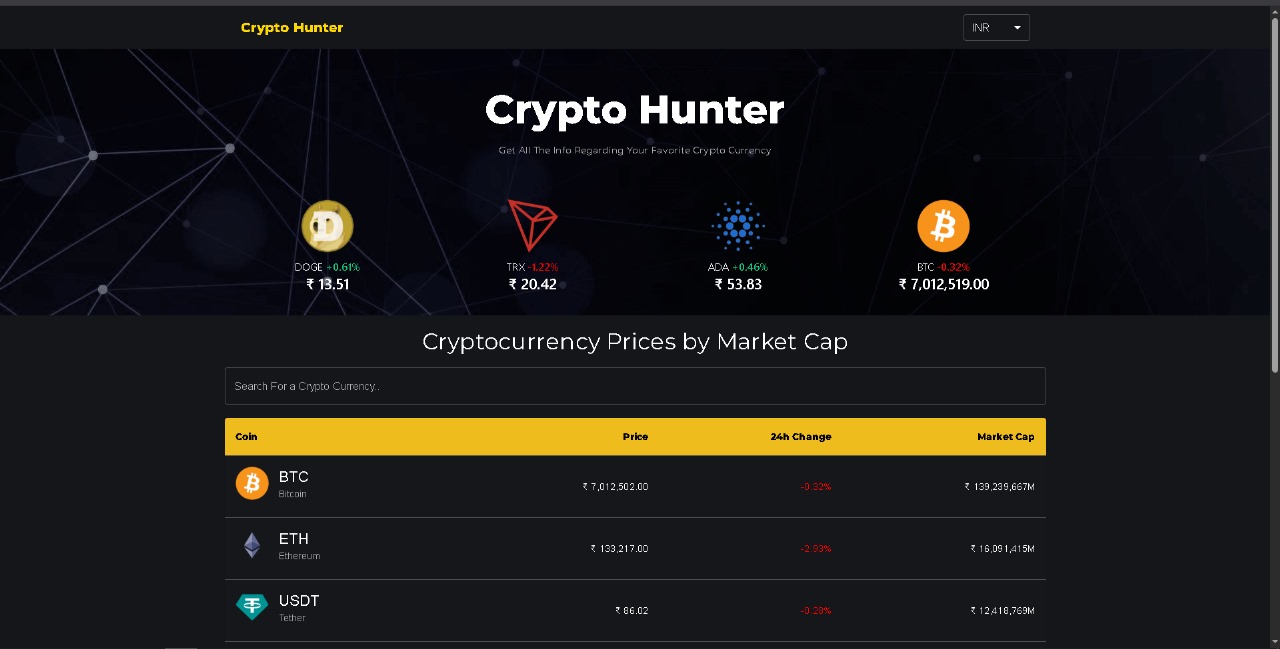 Crypto Hunter
INR
Crypto Hunter
Get All The Info Regarding Your Favorite Crypto Currency
DOGE +0.61%
₹ 13.51
TRX -1.22%
₹ 20.42
ADA +0.46%
₹ 53.83
BTC -0.32%
₹ 7,012,519.00
Cryptocurrency Prices by Market Cap
Search For a Crypto Currency..
Coin Price 24h Change Market Cap
BTC
Bitcoin
₹ 7,012,502.00 -0.32% ₹ 139,239,667M
ETH
Ethereum
₹ 133,217.00 -2.93% ₹ 16,091,415M
USDT
Tether
₹ 86.02 -0.28% ₹ 12,418,769M